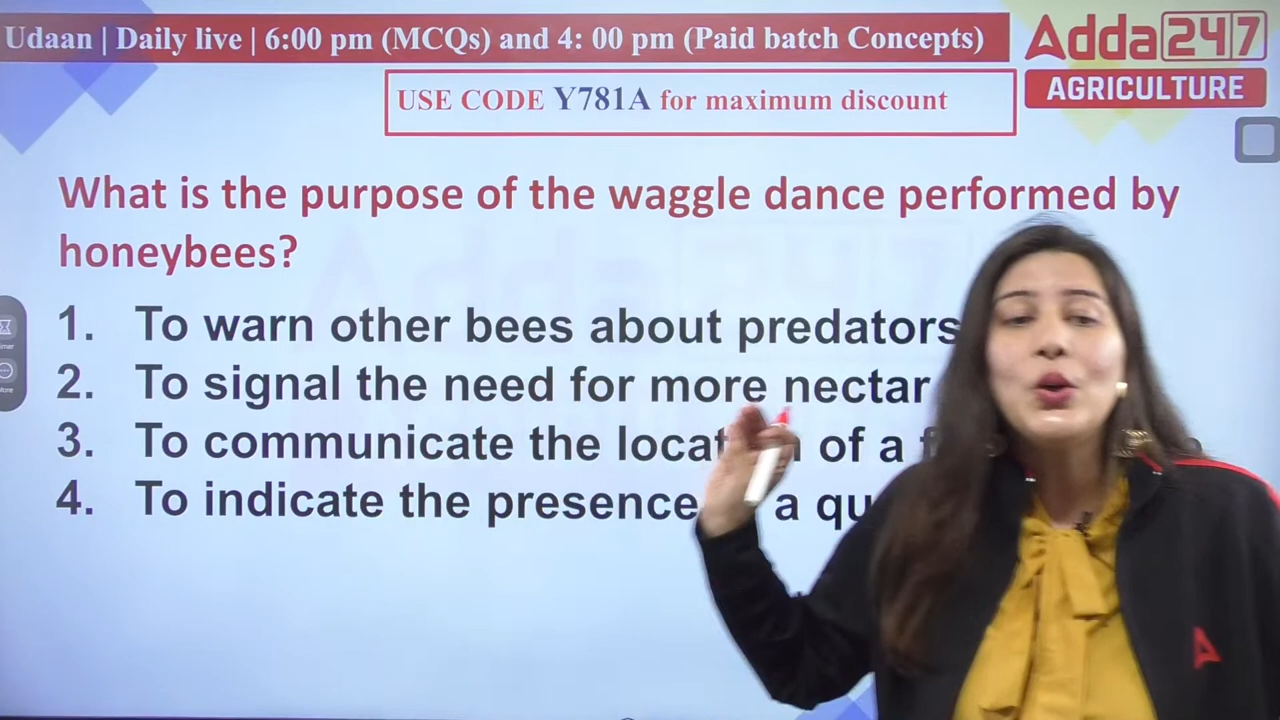 Udaan | Daily live | 6:00 pm (MCQs) and 4: 00 pm (Paid batch Concepts)
Adda247
AGRICULTURE
USE CODE Y781A for maximum discount
What is the purpose of the waggle dance performed by
honeybees?
1. To warn other bees about predators
2. To signal the need for more nectar
3. To communicate the of a
4. To indicate the presence a